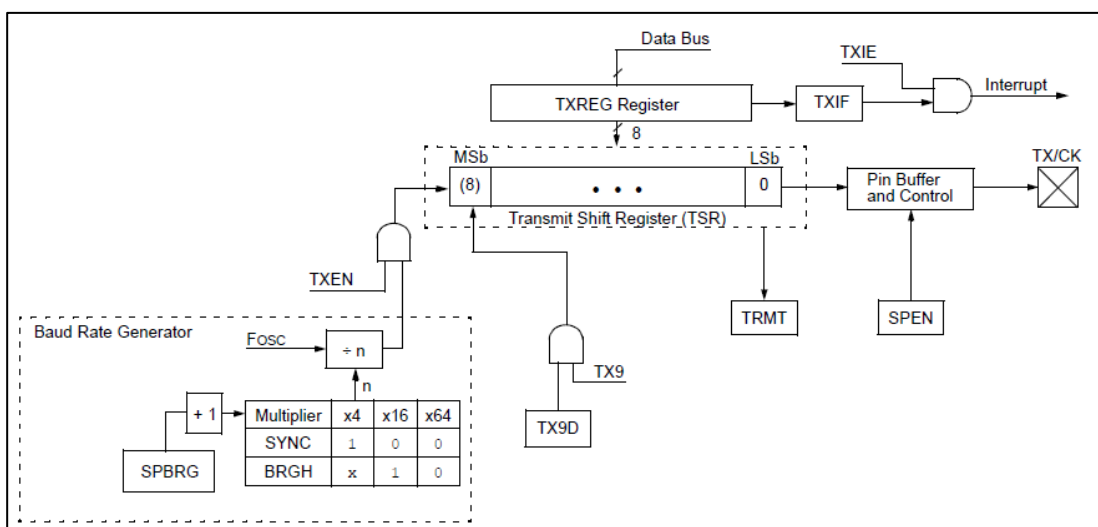 Data Bus
TXIE
Interrupt
TXREG Register
TXIF
8
MSb
LSb
TX/CK
(8)
• • •
0
Pin Buffer
and Control
Transmit Shift Register (TSR)
TXEN
TRMT
SPEN
Baud Rate Generator
FOSC
÷ n
n
TX9
+ 1
Multiplier x4 x16 x64
TX9D
SYNC 1 0 0
SPBRG
BRGH x 1 0